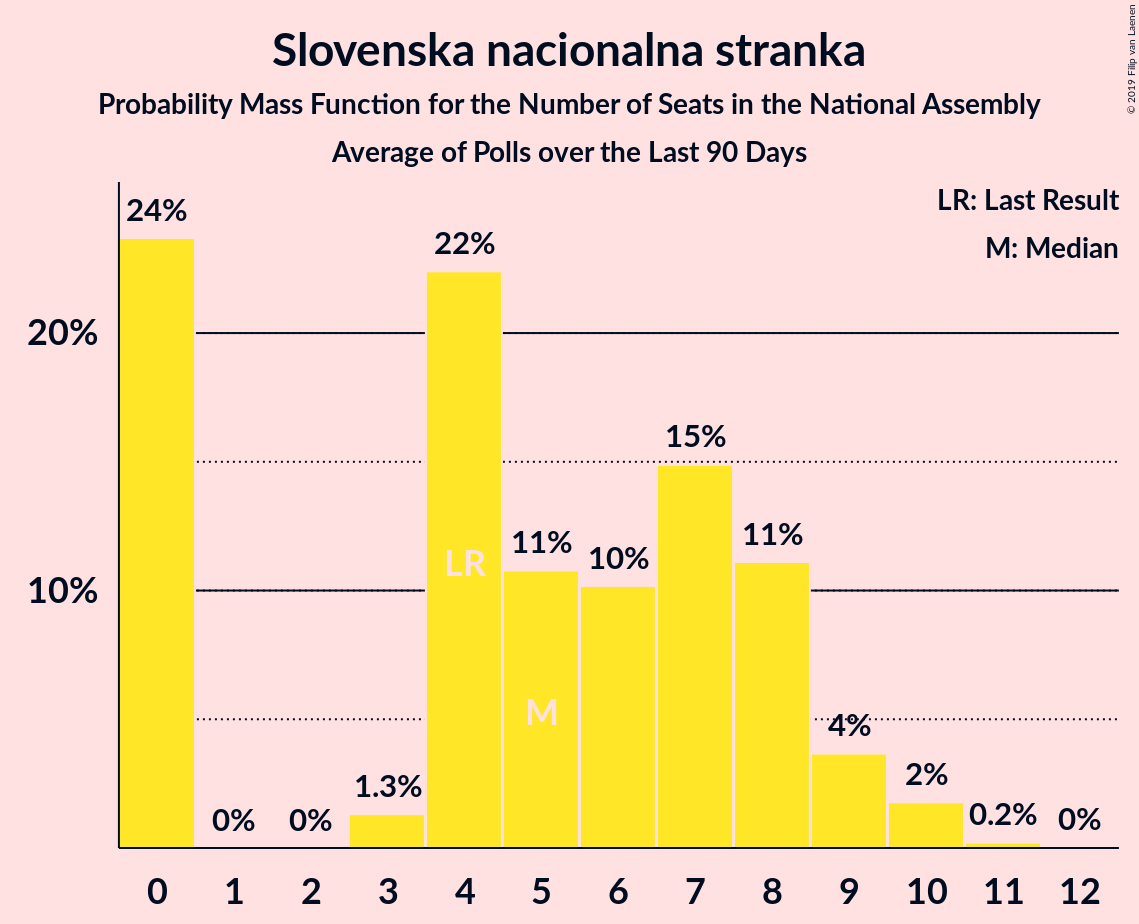 Slovenska nacionalna stranka
Probability Mass Function for the Number of Seats in the National Assembly
Average of Polls over the Last 90 Days
© 2019 Filip van Laenen
LR: Last Result
M: Median
24%
22%
20%
15%
11%
10%
11%
10%
LR
M
4%
2%
1.3%
0%
0%
0.2%
0%
0 1 2 3 4 5 6 7 8 9 10 11 12